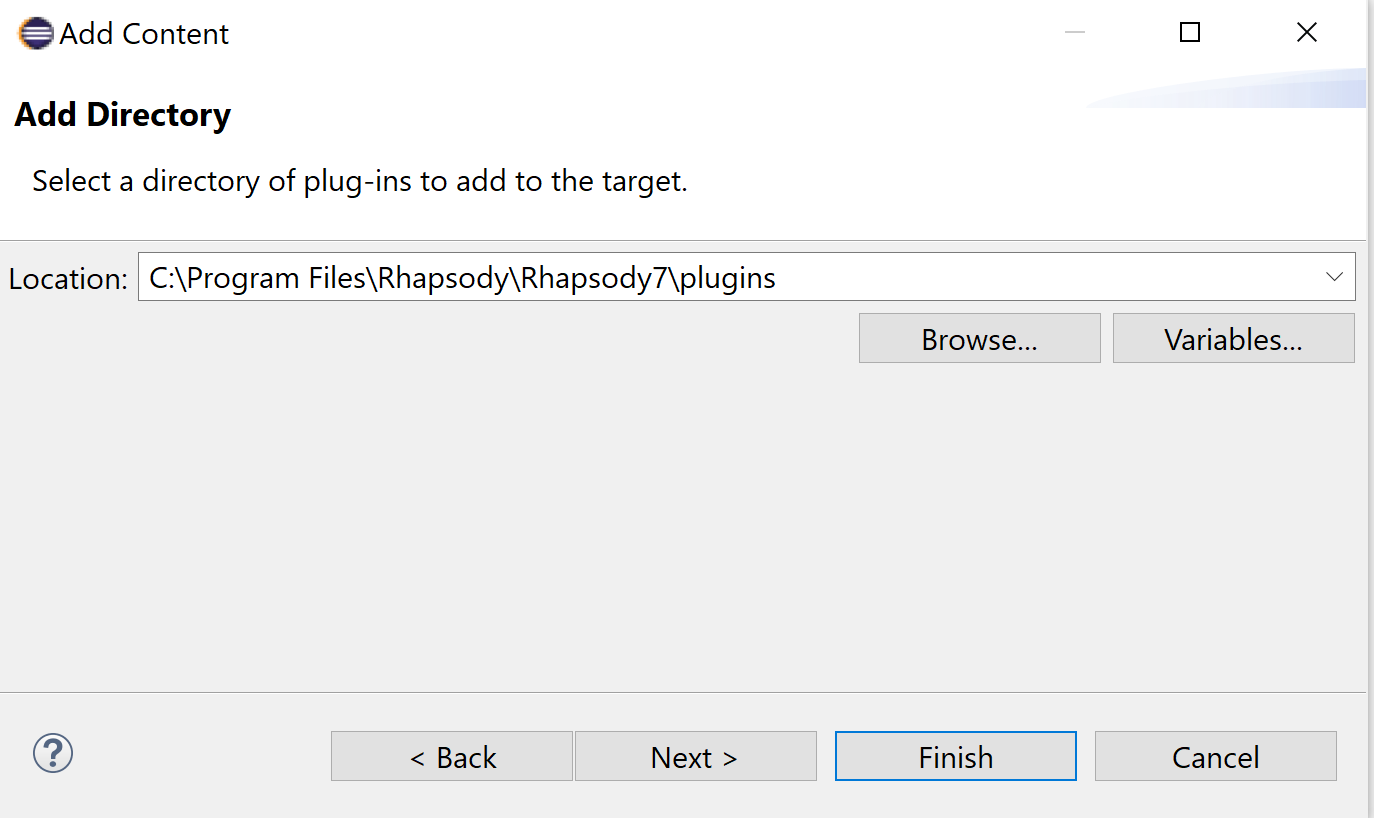 Add Content
Add Directory
Select a directory of plug-ins to add to the target.
Location: C:\Program Files\Rhapsody\Rhapsody7\plugins
Browse... Variables...
? < Back Next > Finish Cancel